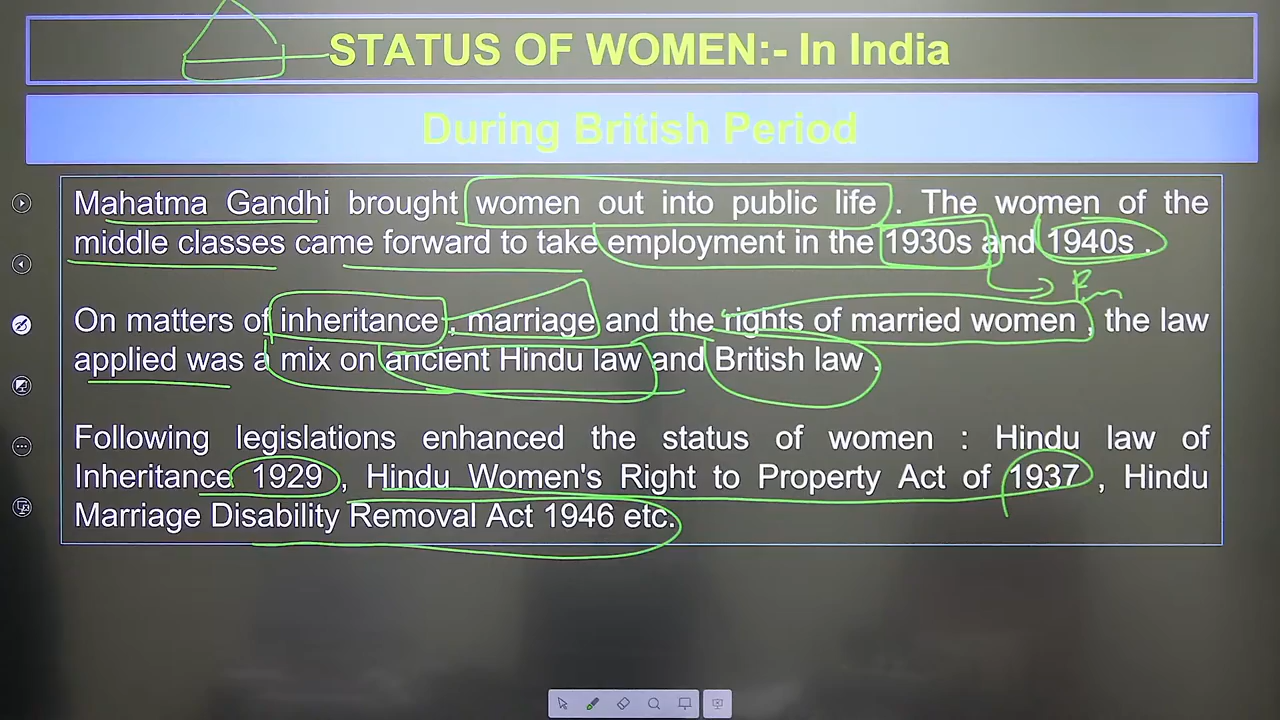 STATUS OF WOMEN:- In India
During British Period
Mahatma Gandhi brought women out into public life . The women of the
middle classes came forward to take employment in the 1930s and 1940s .
On matters of inheritance , marriage and the rights of married women , the law
applied was a mix on ancient Hindu law and British law .
Following legislations enhanced the status of women : Hindu law of
Inheritance 1929 , Hindu Women's Right to Property Act of 1937 , Hindu
Marriage Disability Removal Act 1946 etc.